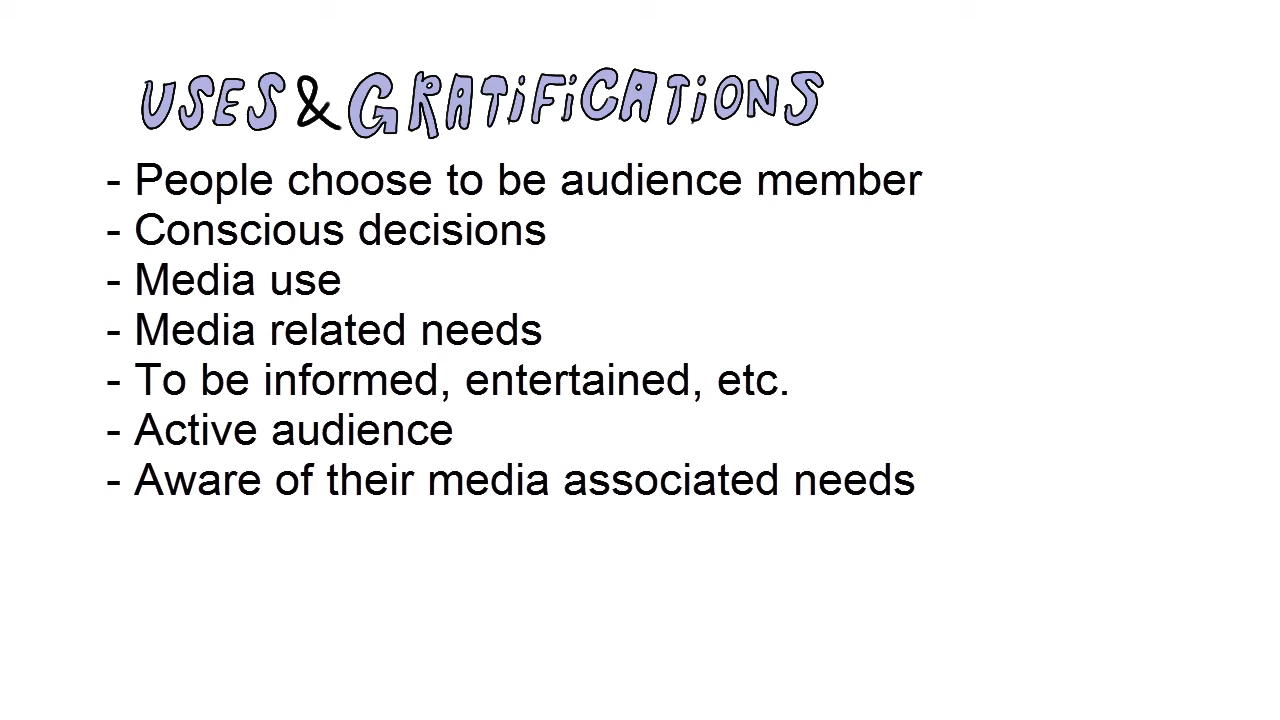 USES & GRATiFiCATiONS
- People choose to be audience member
- Conscious decisions
- Media use
- Media related needs
- To be informed, entertained, etc.
- Active audience
- Aware of their media associated needs